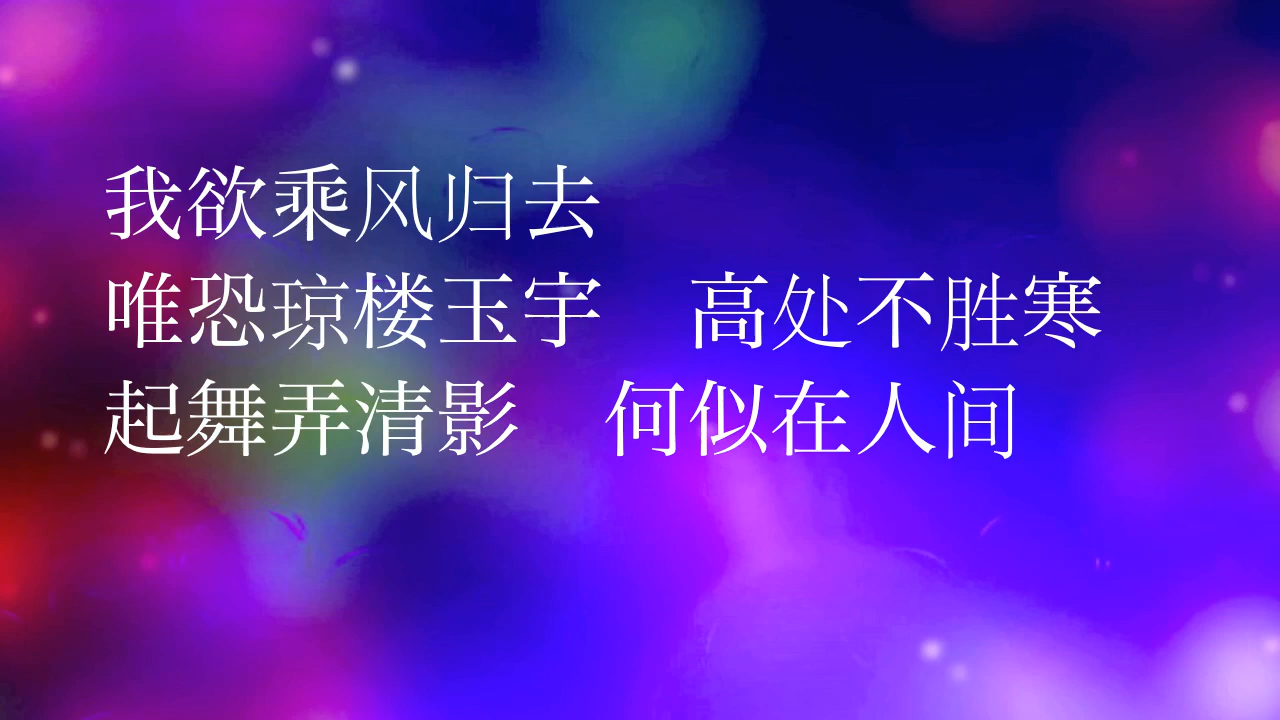 我欲乘风归去
唯恐琼楼玉宇　高处不胜寒
起舞弄清影　何似在人间